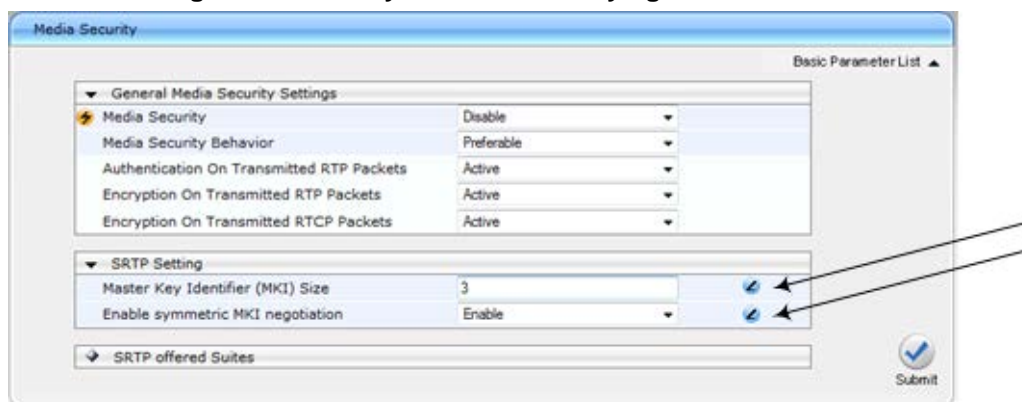 Media Security
Basic Parameter List
General Media Security Settings
Media Security Disable
Media Security Behavior Preferable
Authentication On Transmitted RTP Packets Active
Encryption On Transmitted RTP Packets Active
Encryption On Transmitted RTCP Packets Active
SRTP Setting
Master Key Identifier (MKI) Size 3
Enable symmetric MKI negotiation Enable
SRTP offered Suites
Submit